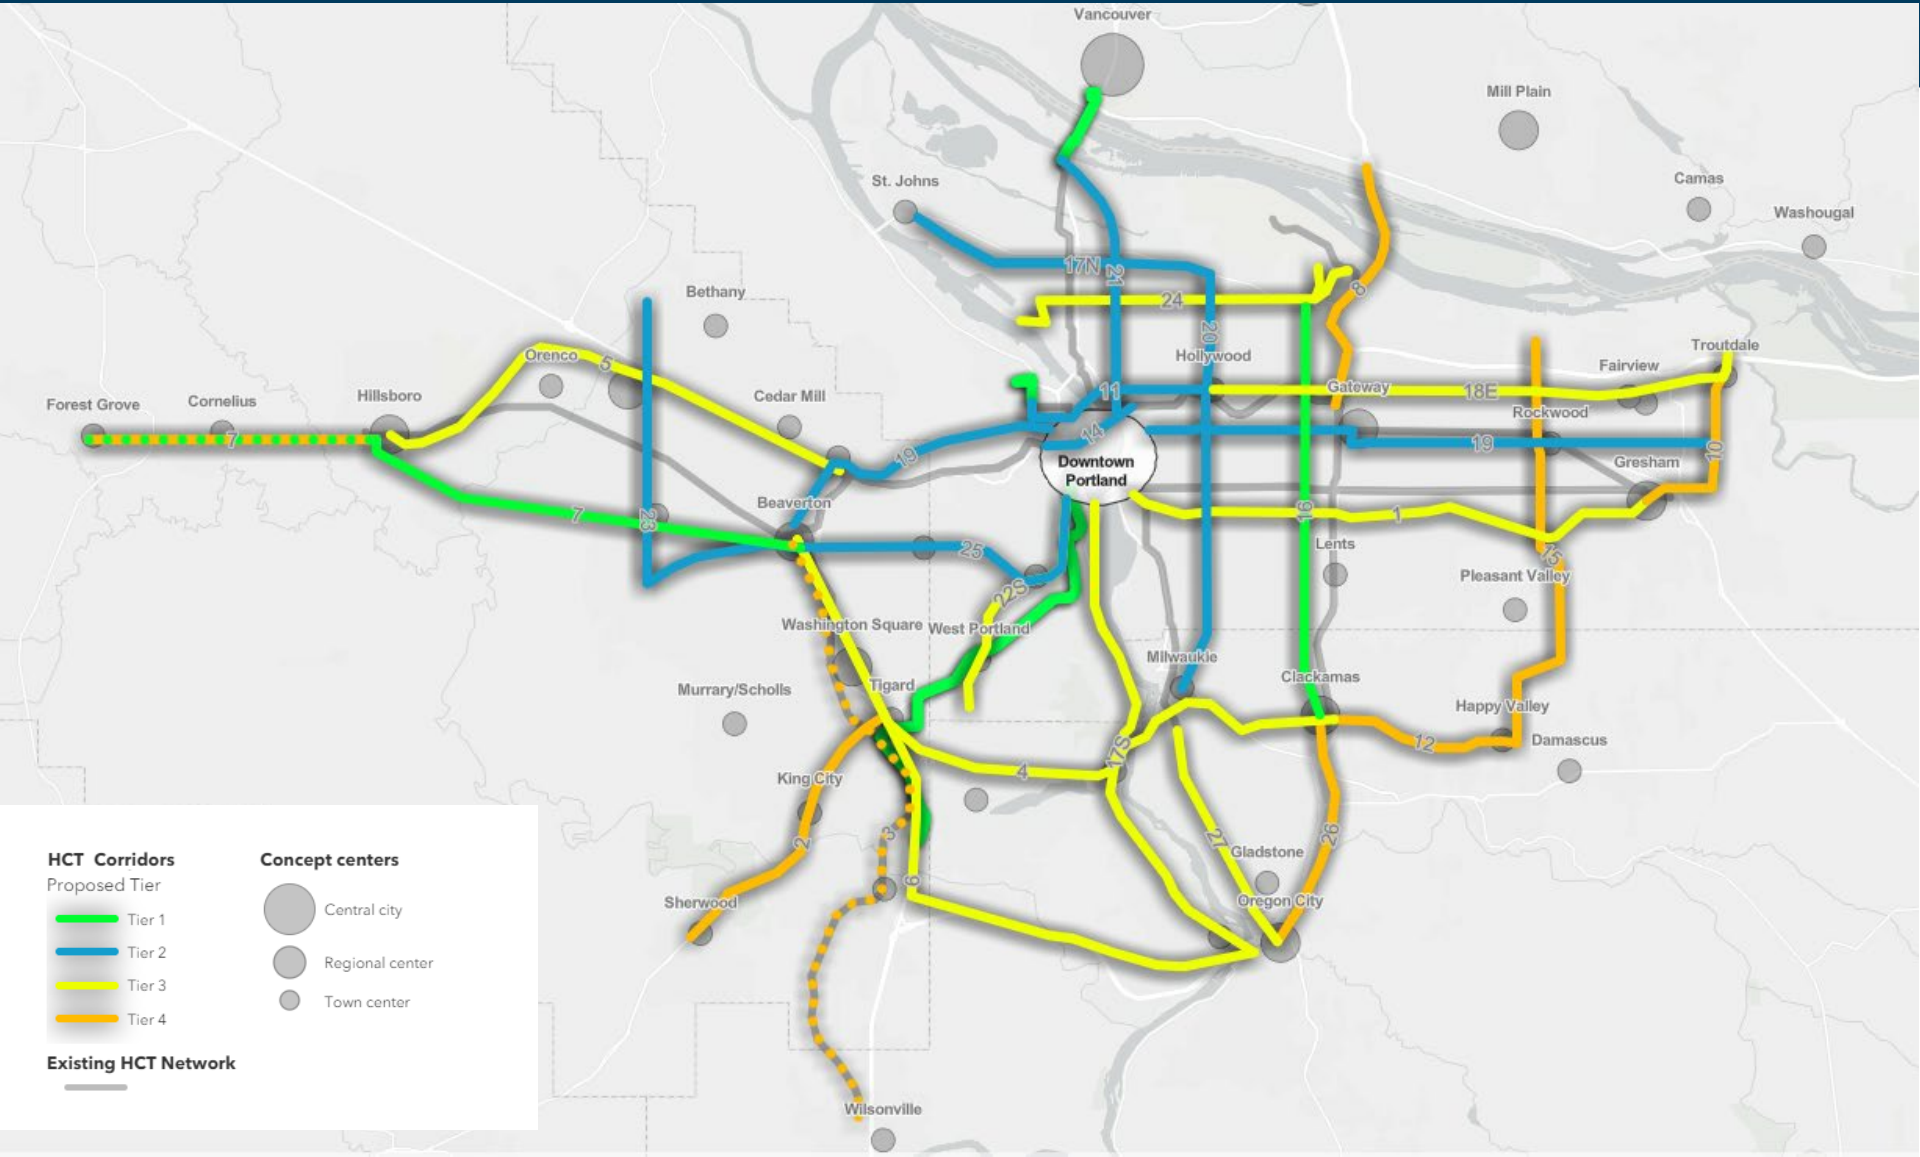 Vancouver
Mill Plain
St. Johns
Camas
Washougal
17N
21
Bethany
24
8
20
Orenco
5
Hollywood
Troutdale
Fairview
Forest Grove
Cornelius
Hillsboro
Cedar Mill
11
Gateway
18E
Rockwood
7
14
19
19
10
Downtown
Portland
Gresham
Beaverton
7
23
16
1
25
Lents
15
Pleasant Valley
22S
Washington Square
West Portland
Milwaukie
Murrary/Scholls
Tigard
Clackamas
Happy Valley
12
Damascus
17S
4
King City
2
3
27
26
Gladstone
6
Sherwood
Oregon City
Wilsonville
HCT Corridors
Proposed Tier
Tier 1
Tier 2
Tier 3
Tier 4
Existing HCT Network
Concept centers
Central city
Regional center
Town center